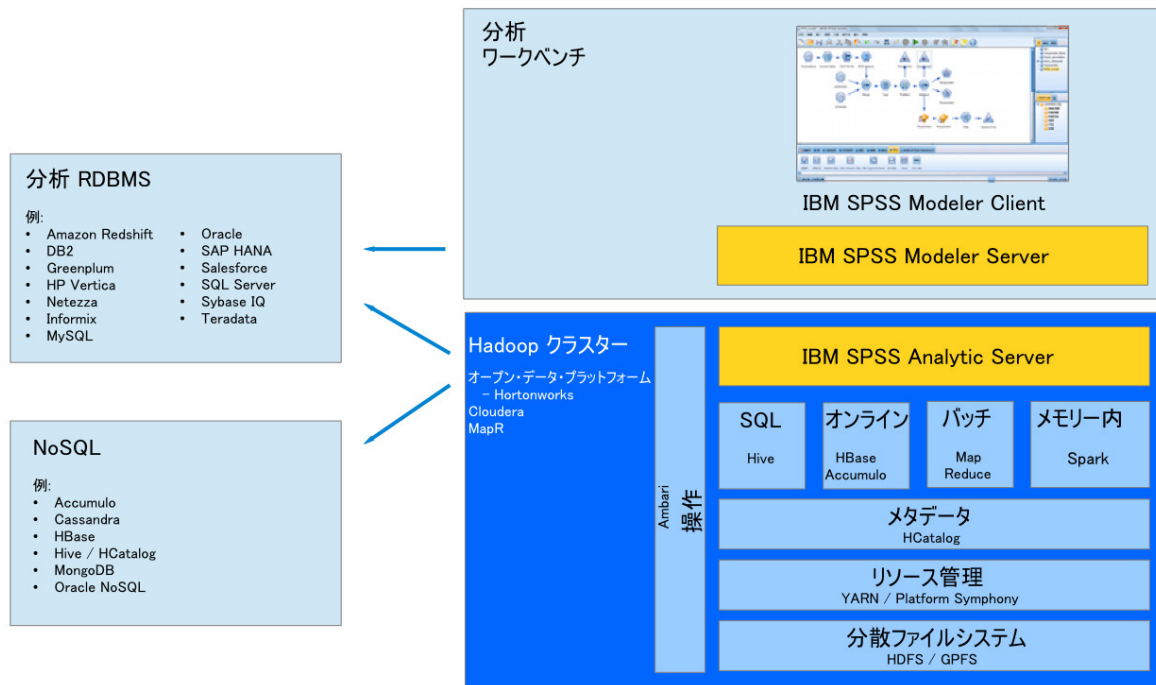 分析
ワークベンチ
IBM SPSS Modeler Client
IBM SPSS Modeler Server
分析 RDBMS
例:
• Amazon Redshift
• DB2
• Greenplum
• HP Vertica
• Netezza
• Informix
• MySQL
• Oracle
• SAP HANA
• Salesforce
• SQL Server
• Sybase IQ
• Teradata
NoSQL
例:
• Accumulo
• Cassandra
• HBase
• Hive / HCatalog
• MongoDB
• Oracle NoSQL
Hadoop クラスター
オープン・データ・プラットフォーム
- Hortonworks
Cloudera
MapR
Ambari
操作
IBM SPSS Analytic Server
SQL
Hive
オンライン
HBase
Accumulo
バッチ
Map
Reduce
メモリー内
Spark
メタデータ
HCatalog
リソース管理
YARN / Platform Symphony
分散ファイルシステム
HDFS / GPFS